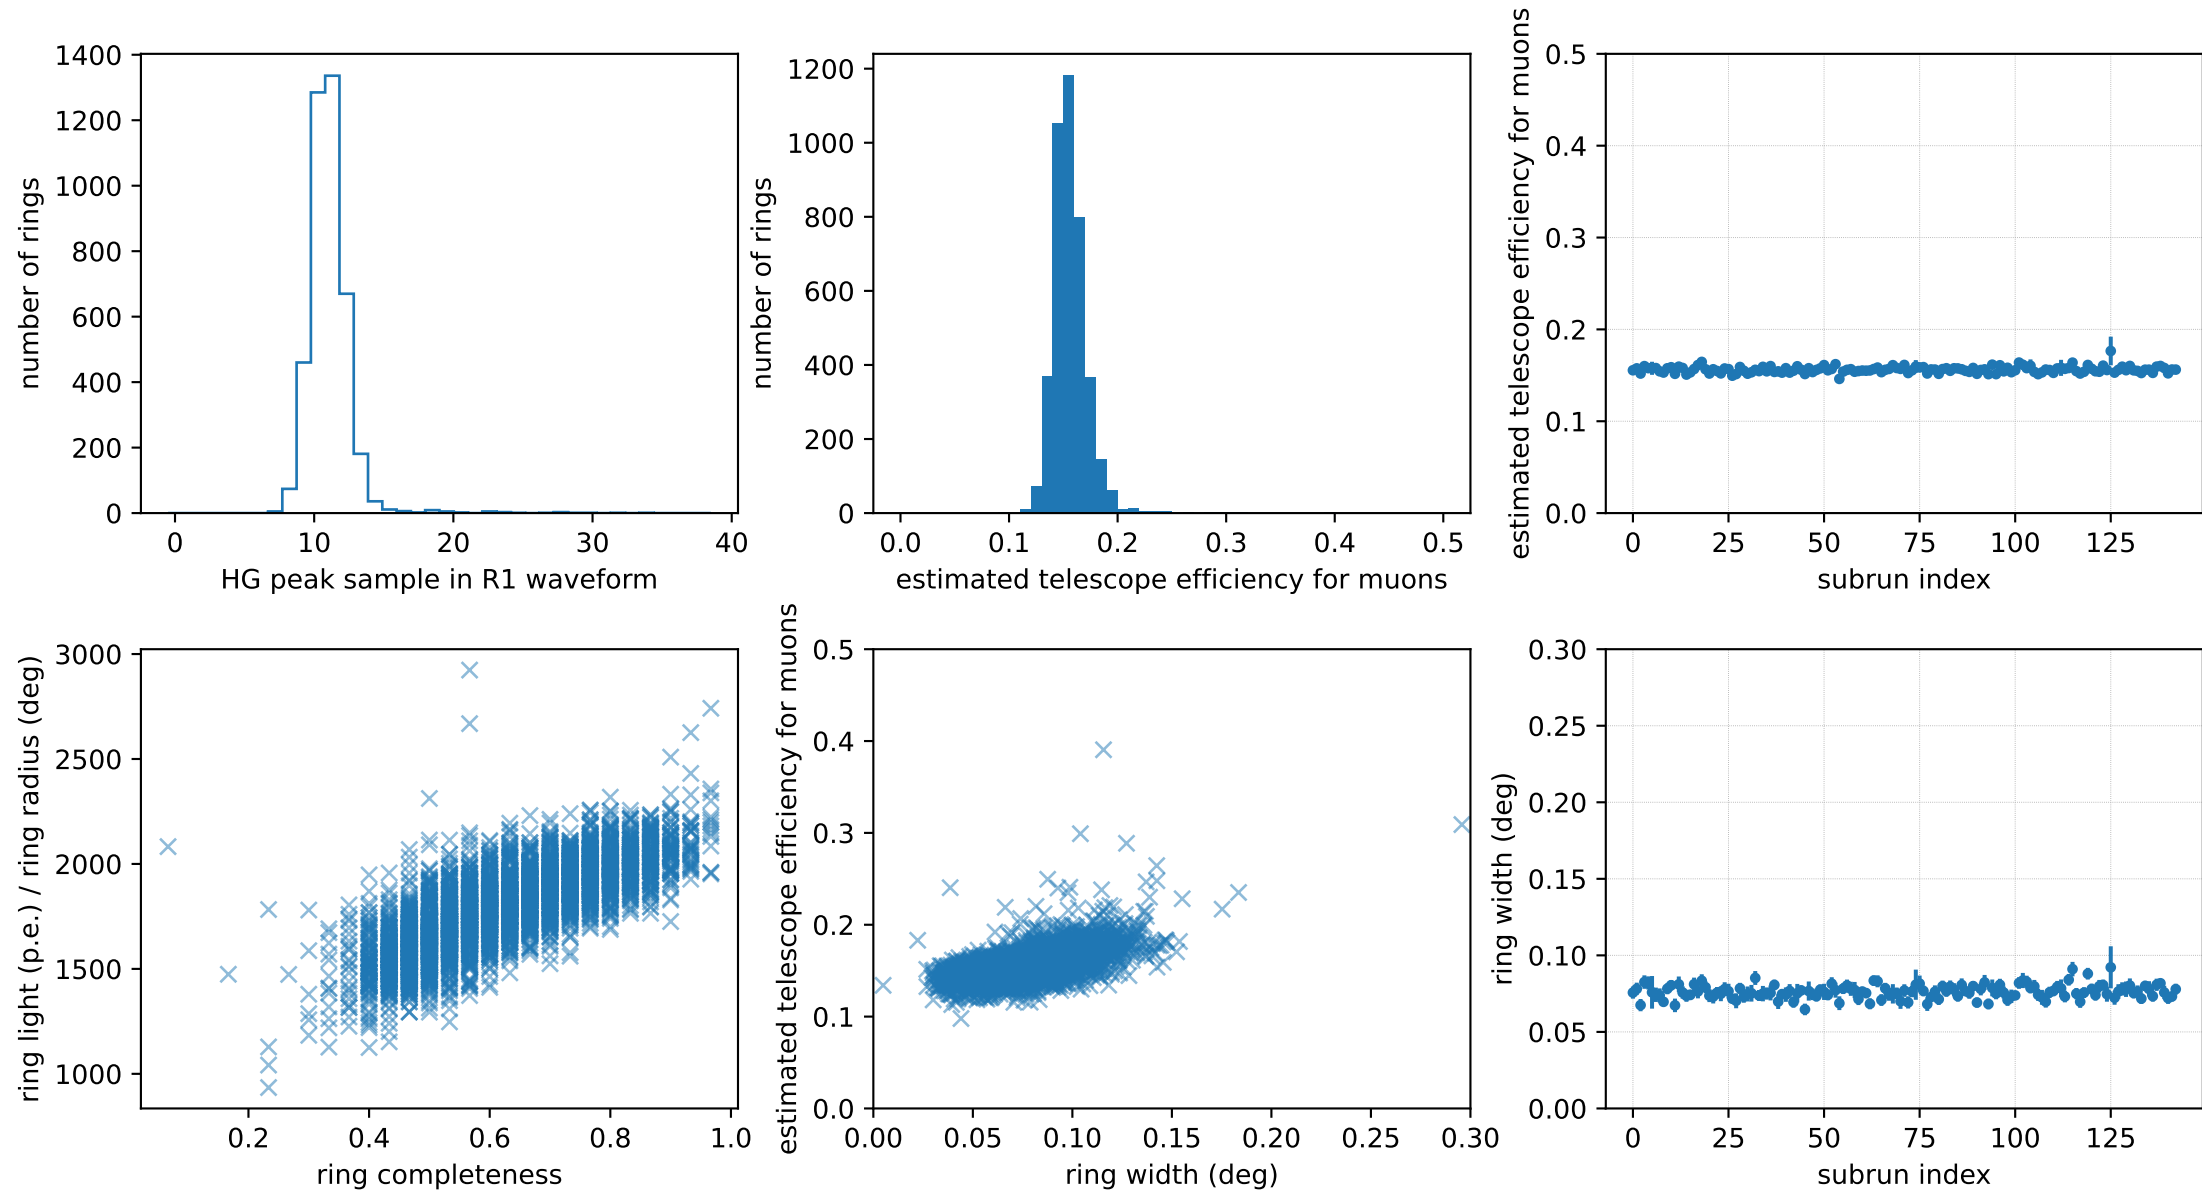 1400
1200
1000
800
600
400
200
0
number of rings
0 10 20 30 40
HG peak sample in R1 waveform
1200
1000
800
600
400
200
0
number of rings
0.0 0.1 0.2 0.3 0.4 0.5
estimated telescope efficiency for muons
0.5
0.4
0.3
0.2
0.1
0.0
estimated telescope efficiency for muons
0 25 50 75 100 125
subrun index
3000
2500
2000
1500
1000
ring light (p.e.) / ring radius (deg)
0.2 0.4 0.6 0.8 1.0
ring completeness
0.5
0.4
0.3
0.2
0.1
0.0
estimated telescope efficiency for muons
0.00 0.05 0.10 0.15 0.20 0.25 0.30
ring width (deg)
0.30
0.25
0.20
0.15
0.10
0.05
0.00
ring width (deg)
0 25 50 75 100 125
subrun index